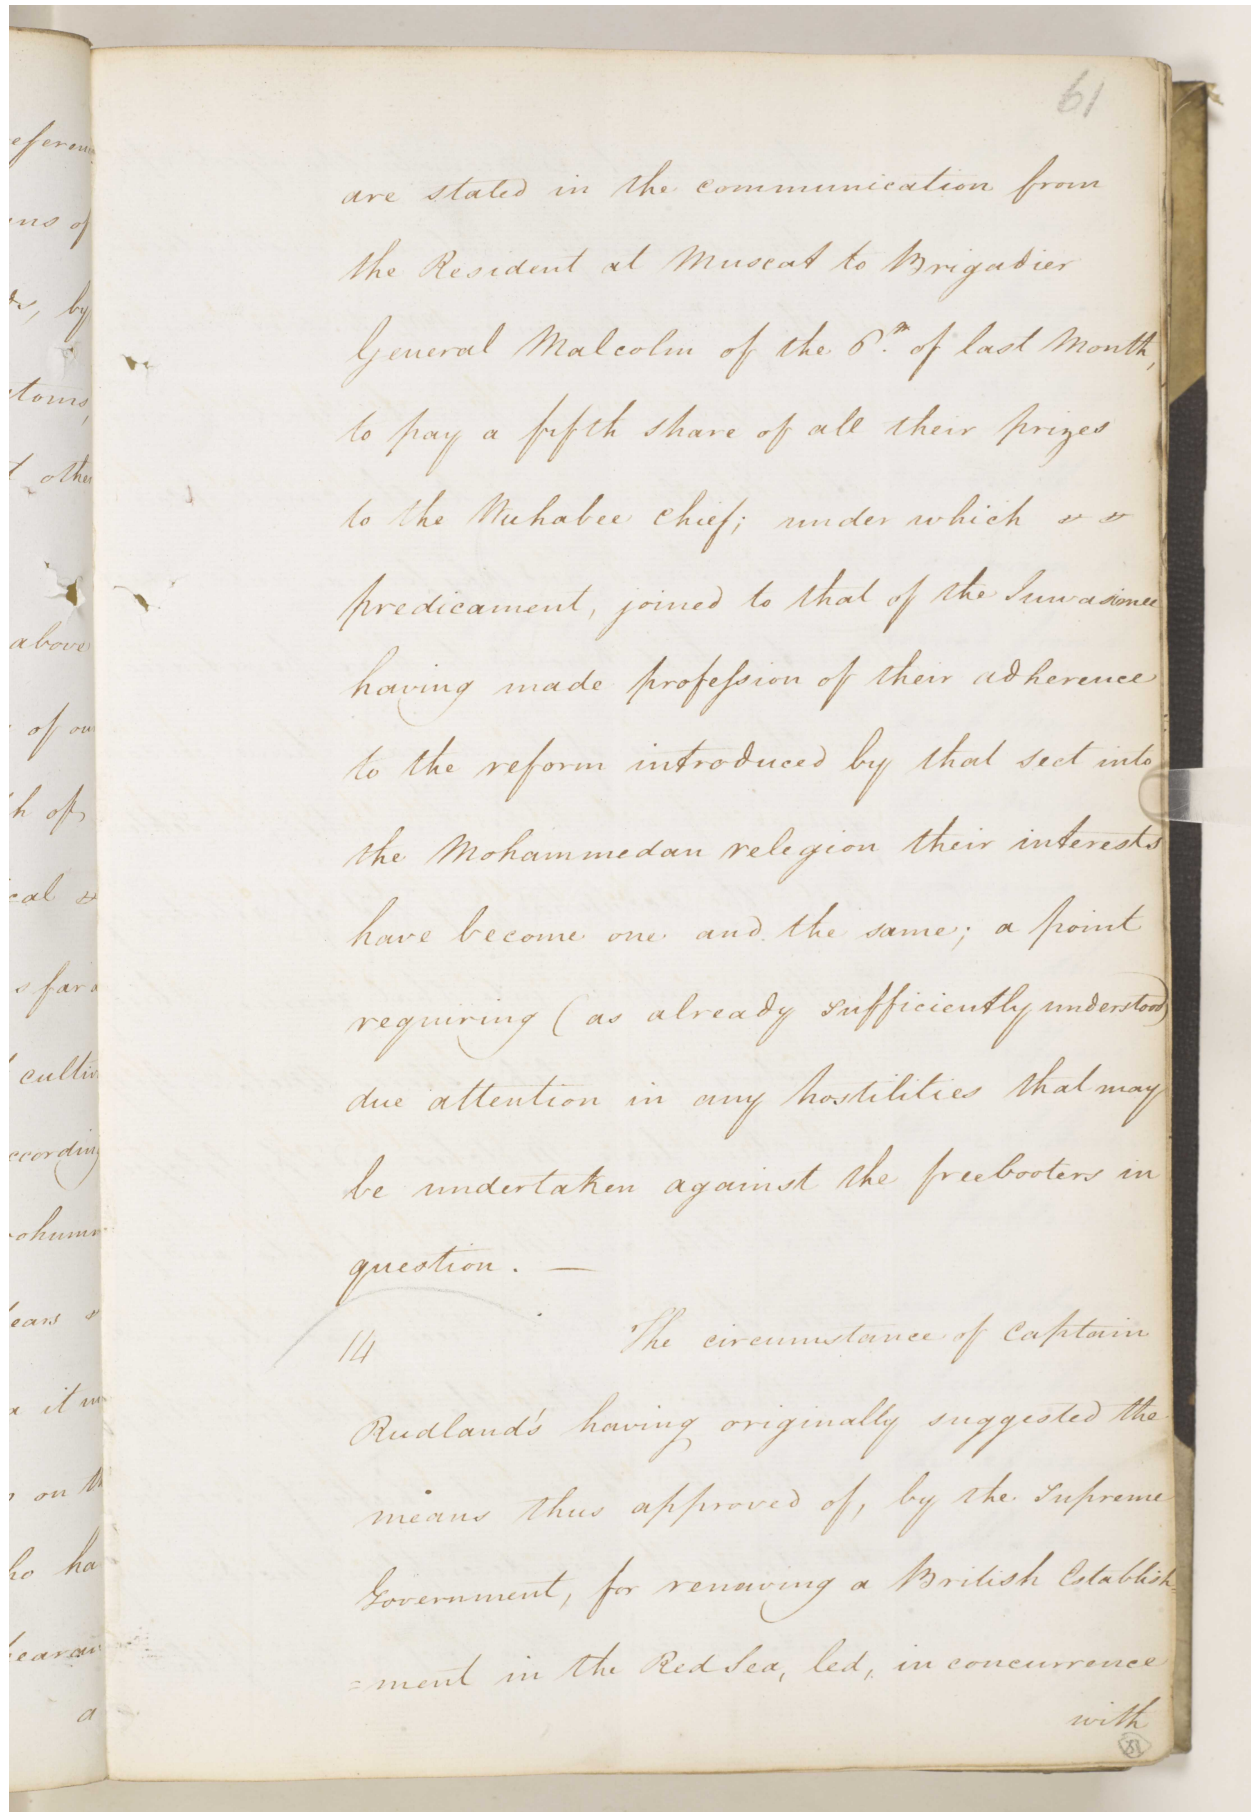 61
are stated in the communication from
the Resident at Muscat to Brigadier
General Malcolm of the 6th. of last Month,
to pay a fifth share of all their prizes
to the Wuhabee Chief; under which
predicament, joined to that of the Juwasimee
having made profession of their adherence
to the reform introduced by that sect into
the Mohammedan relegion their interests
have become one and the same; a point
requiring (as already sufficiently understood)
due attention in any hostilities that may
be undertaken against the freebooters in
question. —
14 The circumstance of Captain
Rudland's having originally suggested the
means thus approved of, by the Supreme
Government, for renewing a British Establish=
=ment in the Red Sea, led, in concurrence
with